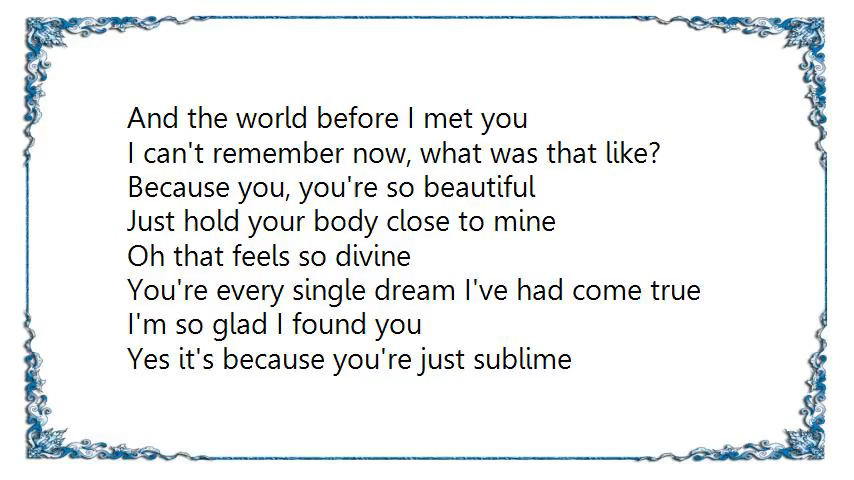 And the world before I met you
I can't remember now, what was that like?
Because you, you're so beautiful
Just hold your body close to mine
Oh that feels so divine
You're every single dream I've had come true
I'm so glad I found you
Yes it's because you're just sublime